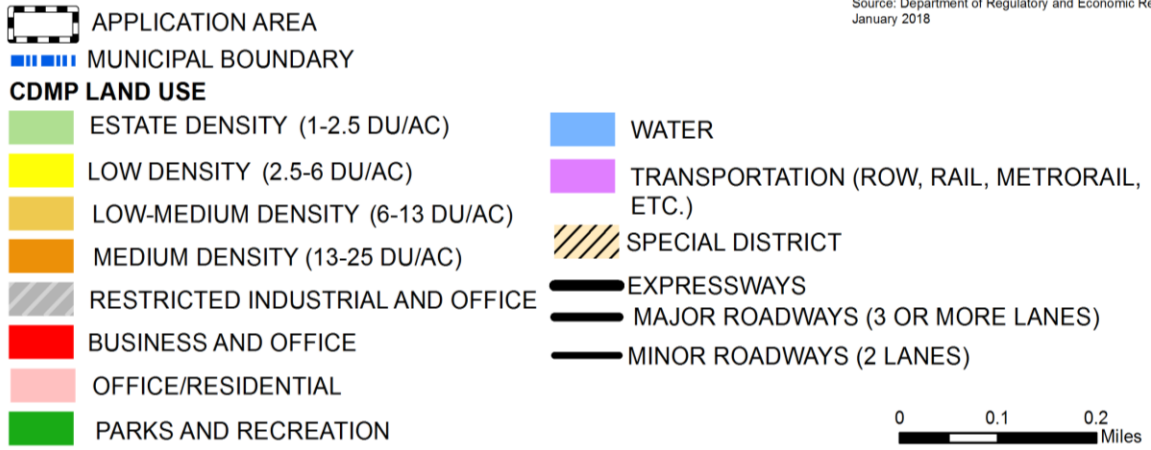 Source: Department of Regulatory and Economic Re
January 2018
APPLICATION AREA
MUNICIPAL BOUNDARY
CDMP LAND USE
ESTATE DENSITY (1-2.5 DU/AC)
LOW DENSITY (2.5-6 DU/AC)
LOW-MEDIUM DENSITY (6-13 DU/AC)
MEDIUM DENSITY (13-25 DU/AC)
RESTRICTED INDUSTRIAL AND OFFICE
BUSINESS AND OFFICE
OFFICE/RESIDENTIAL
PARKS AND RECREATION
WATER
TRANSPORTATION (ROW, RAIL, METRORAIL,
ETC.)
SPECIAL DISTRICT
EXPRESSWAYS
MAJOR ROADWAYS (3 OR MORE LANES)
MINOR ROADWAYS (2 LANES)
0 0.1 0.2
Miles